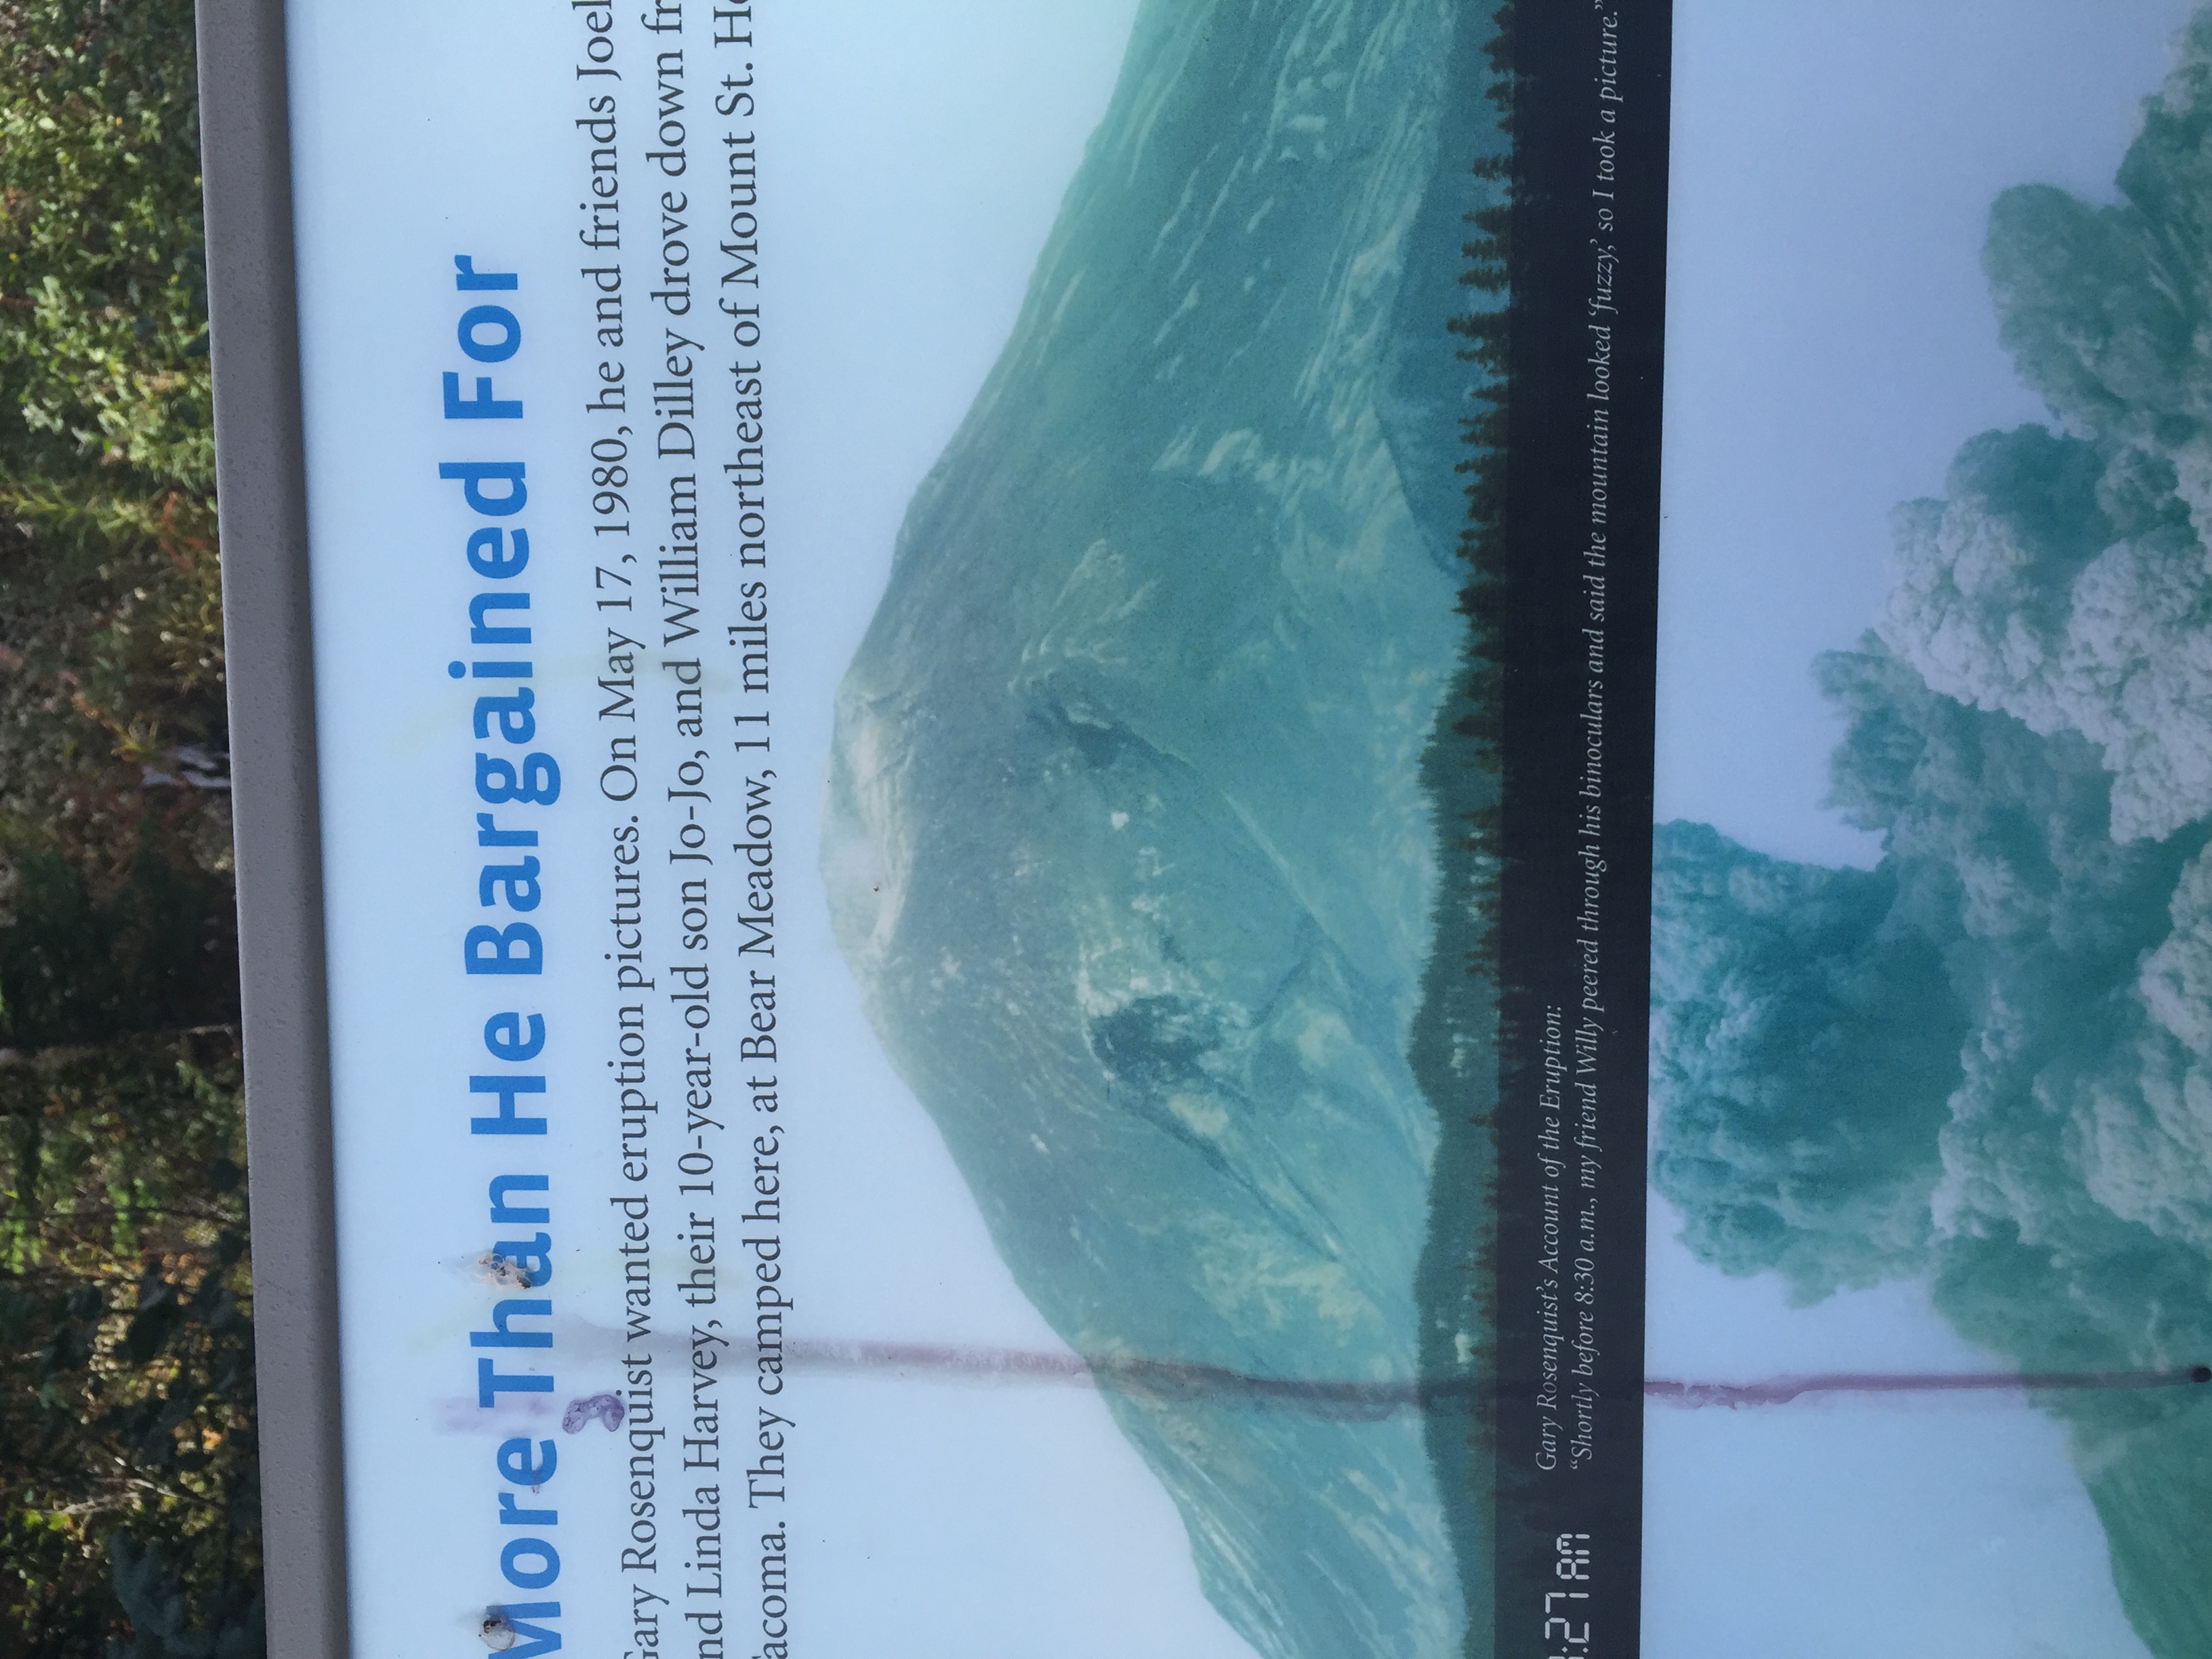 More Than He Bargained For
Gary Rosenquist wanted eruption pictures. On May 17, 1980, he and friends Joel
nd Linda Harvey, their 10-year-old son Jo-Jo, and William Dilley drove down fr
acoma. They camped here, at Bear Meadow, 11 miles northeast of Mount St. He
:27 AM
Gary Rosenquist's Account of the Eruption:
“Shortly before 8:30 a.m., my friend Willy peered through his binoculars and said the mountain looked ‘fuzzy,’ so I took a picture.”